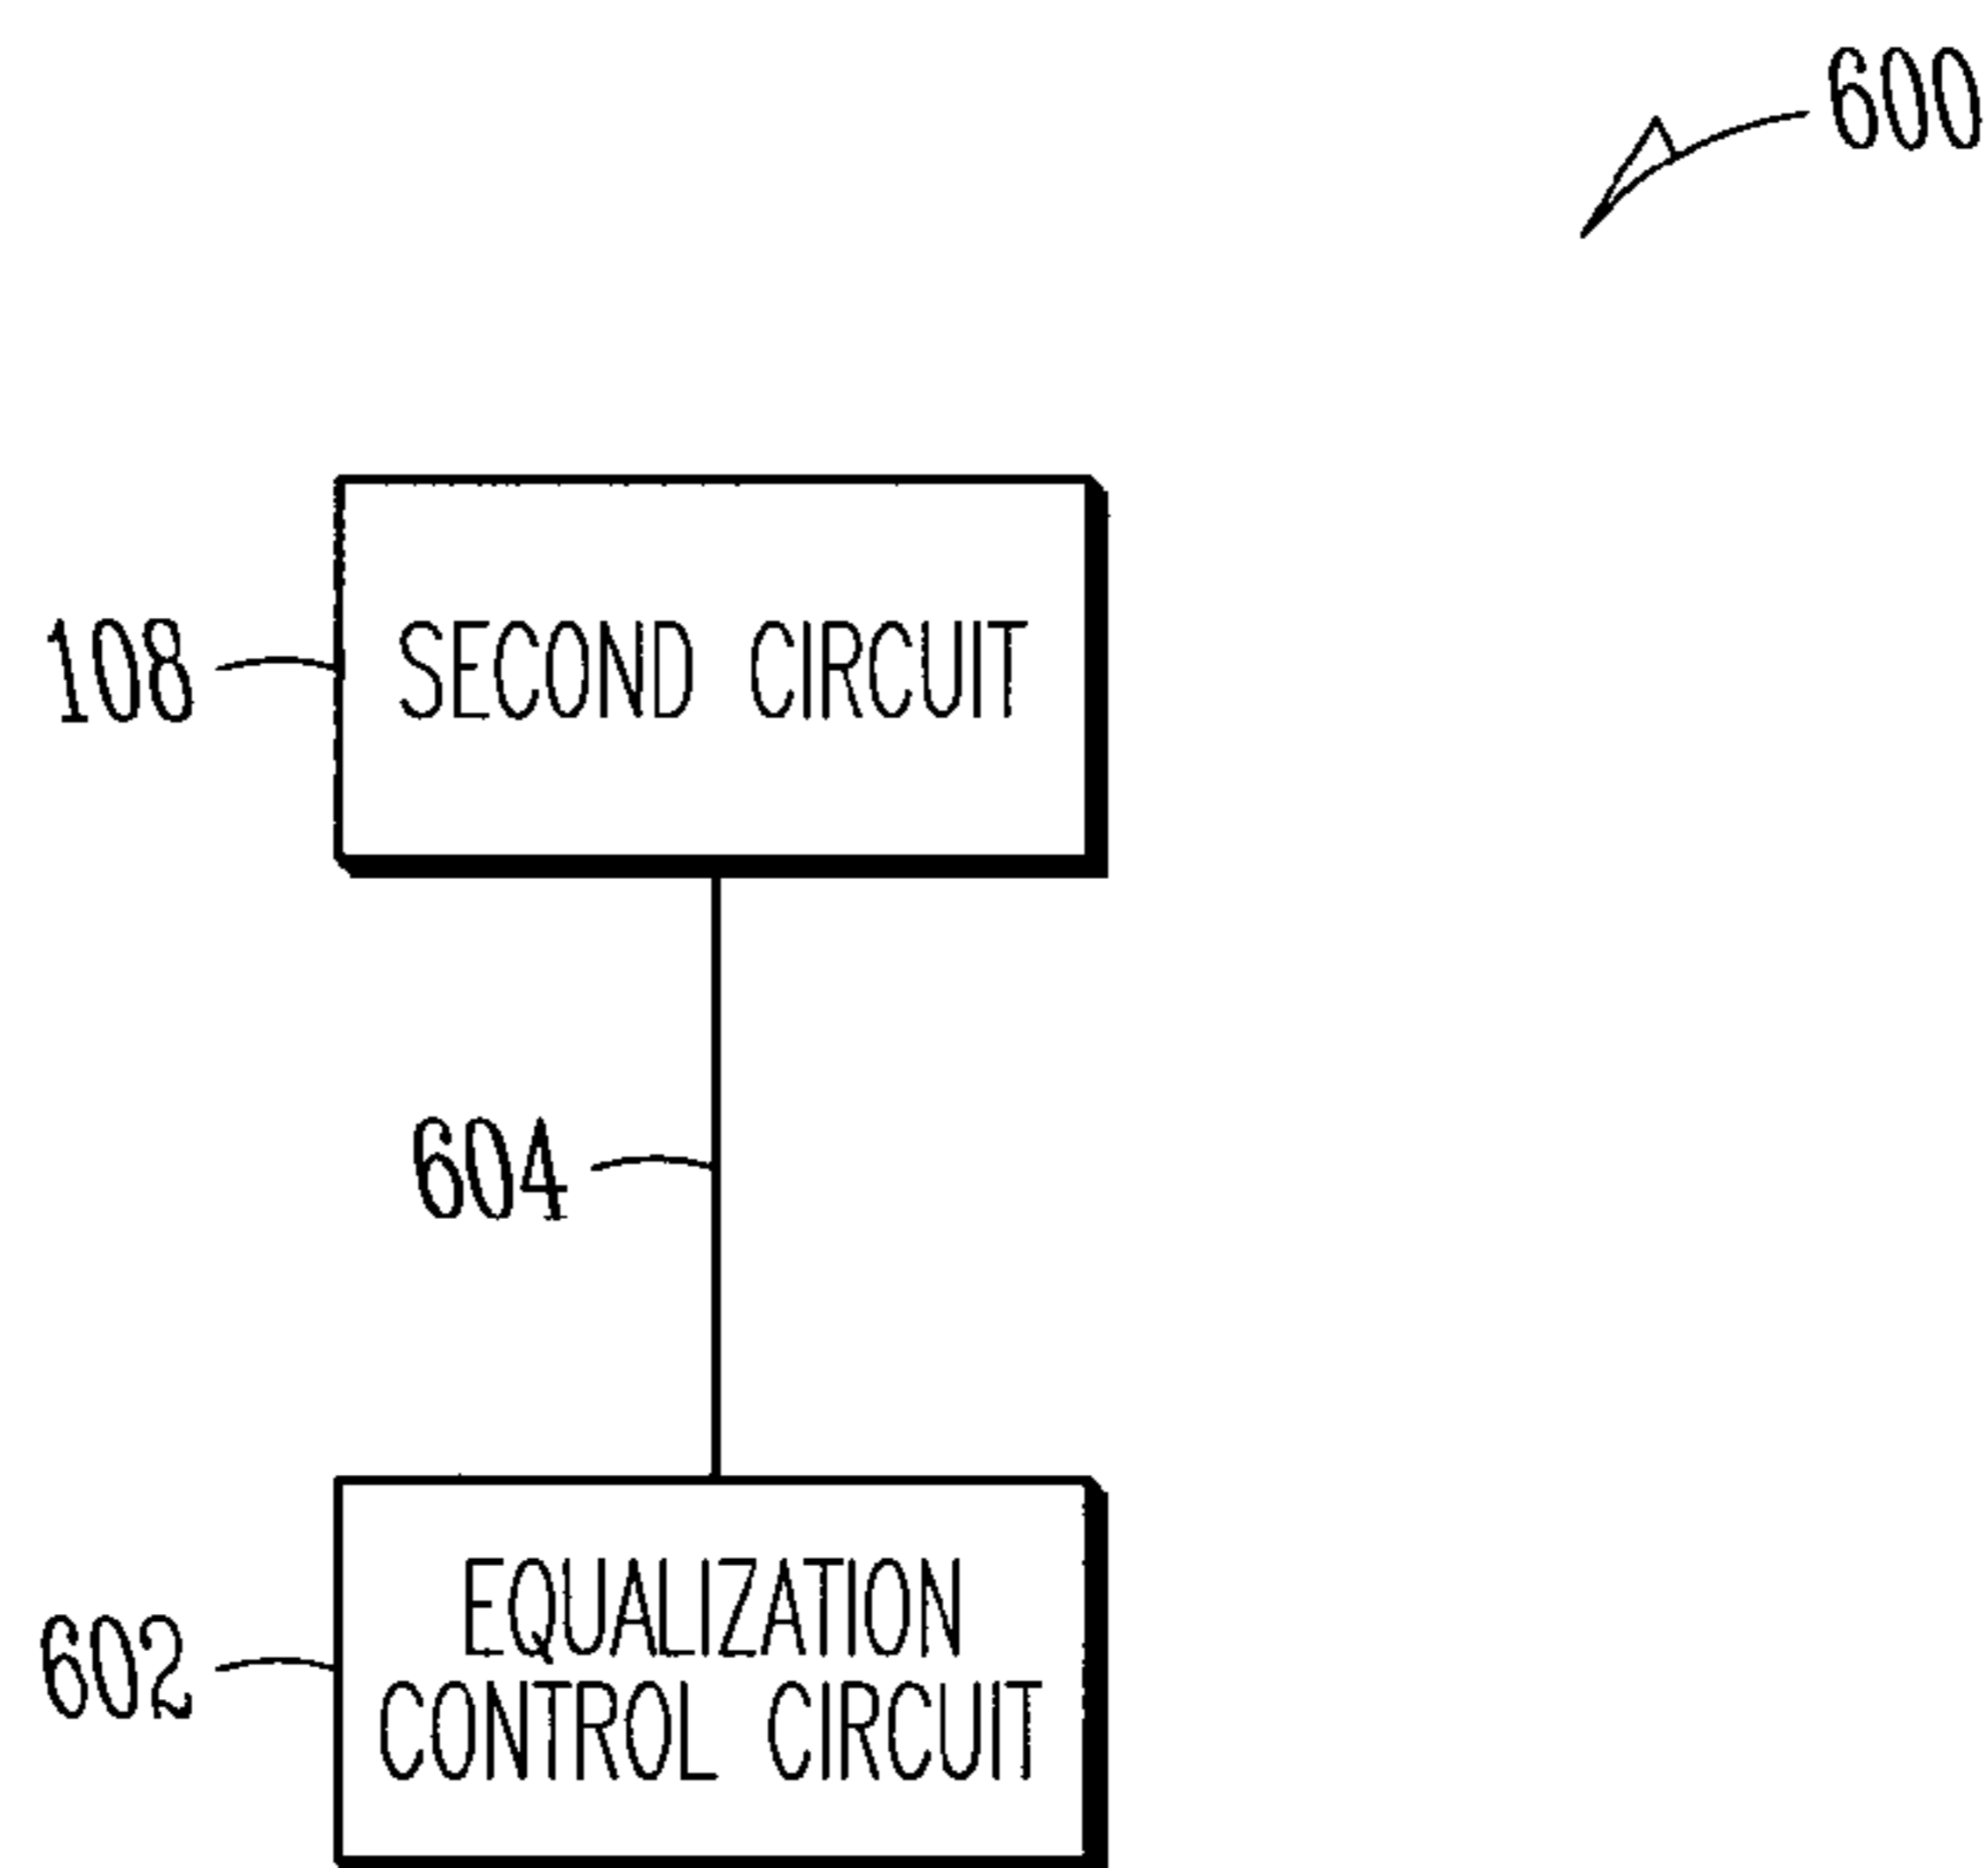 600
108
SECOND CIRCUIT
604
602
EQUALIZATION
CONTROL CIRCUIT